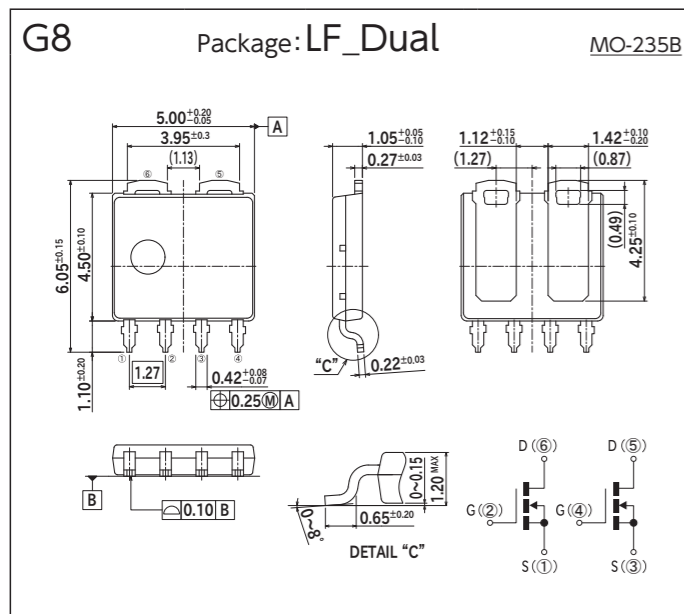 G8
Package: LF_Dual
MO-235B
5.00 +0.20 -0.05
A
3.95 ±0.3
(1.13)
⑥
⑤
6.05 ±0.15
4.50 ±0.10
1.10 ±0.20
①
②
③
④
1.27
0.42 +0.08 -0.07
⌖ 0.25 Ⓜ A
1.05 +0.05 -0.10
0.27 ±0.03
"C"
0.22 ±0.03
1.12 +0.15 -0.10
1.42 +0.10 -0.20
(1.27)
(0.87)
(0.49)
4.25 ±0.10
B
⌓ 0.10 B
0~8°
0.65 ±0.20
0~0.15
1.20 MAX
DETAIL "C"
D (⑥)
D (⑤)
G (②)
G (④)
S (①)
S (③)